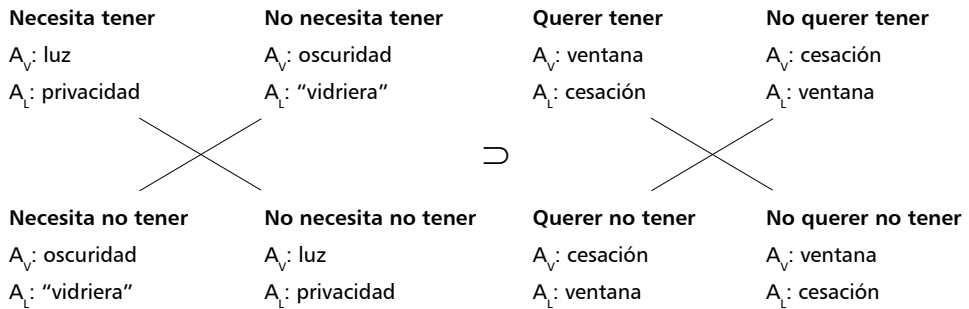 Necesita tener No necesita tener Querer tener No querer tener
A_V: luz A_V: oscuridad A_V: ventana A_V: cesación
A_L: privacidad A_L: “vidriera” A_L: cesación A_L: ventana
⊃
Necesita no tener No necesita no tener Querer no tener No querer no tener
A_V: oscuridad A_V: luz A_V: cesación A_V: ventana
A_L: “vidriera” A_L: privacidad A_L: ventana A_L: cesación